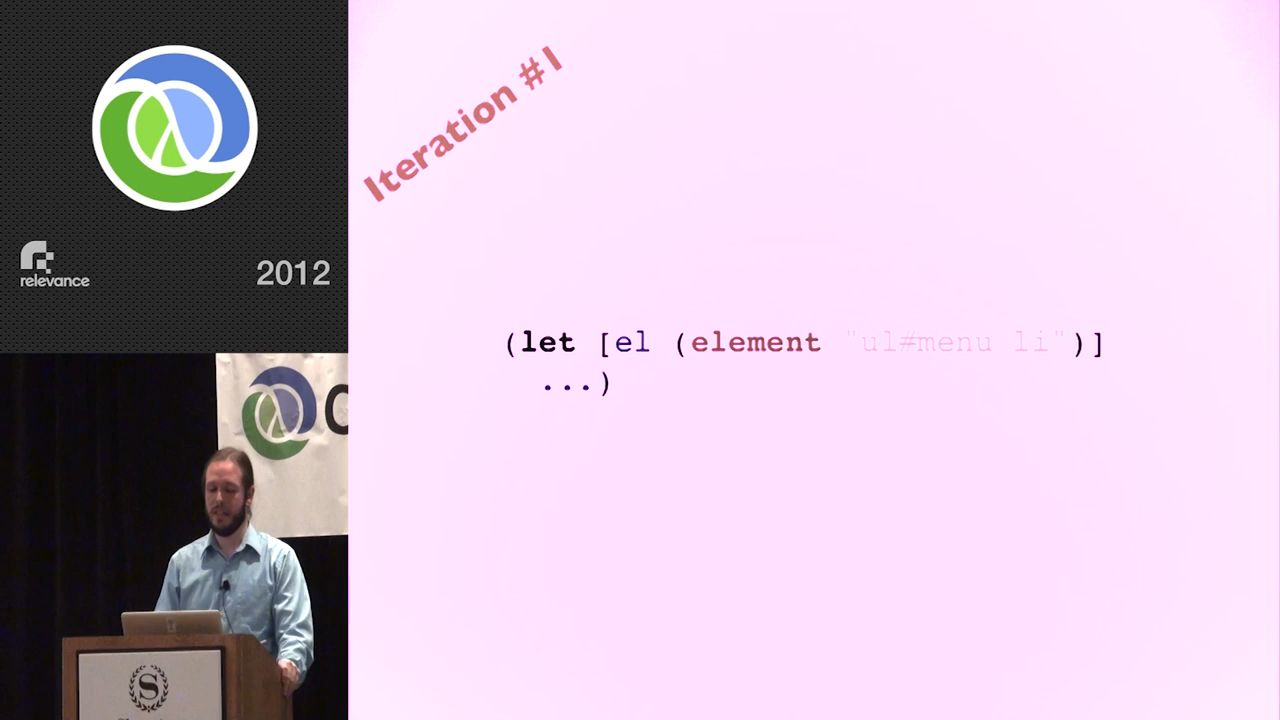 relevance
2012
Iteration #1
(let [el (element "ul#menu li")]
...)
C
S